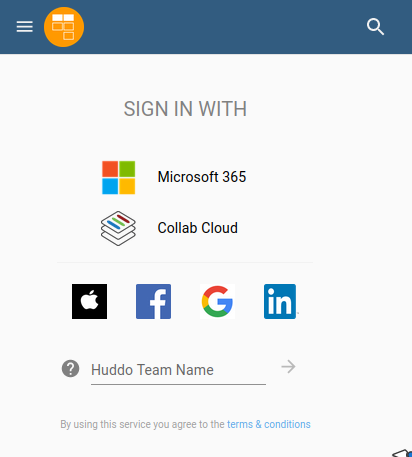 SIGN IN WITH
Microsoft 365
Collab Cloud
f G in
Huddo Team Name
By using this service you agree to the terms & conditions